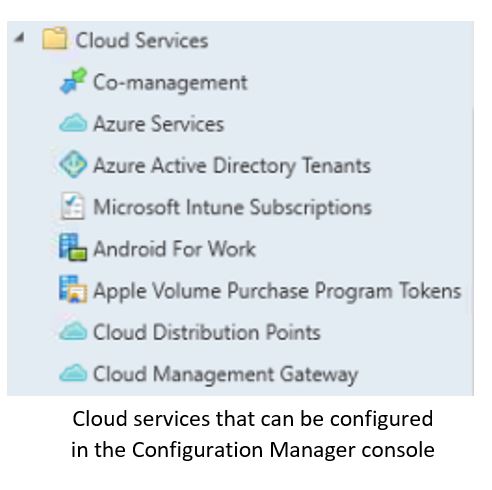 Cloud Services
Co-management
Azure Services
Azure Active Directory Tenants
Microsoft Intune Subscriptions
Android For Work
Apple Volume Purchase Program Tokens
Cloud Distribution Points
Cloud Management Gateway
Cloud services that can be configured
in the Configuration Manager console